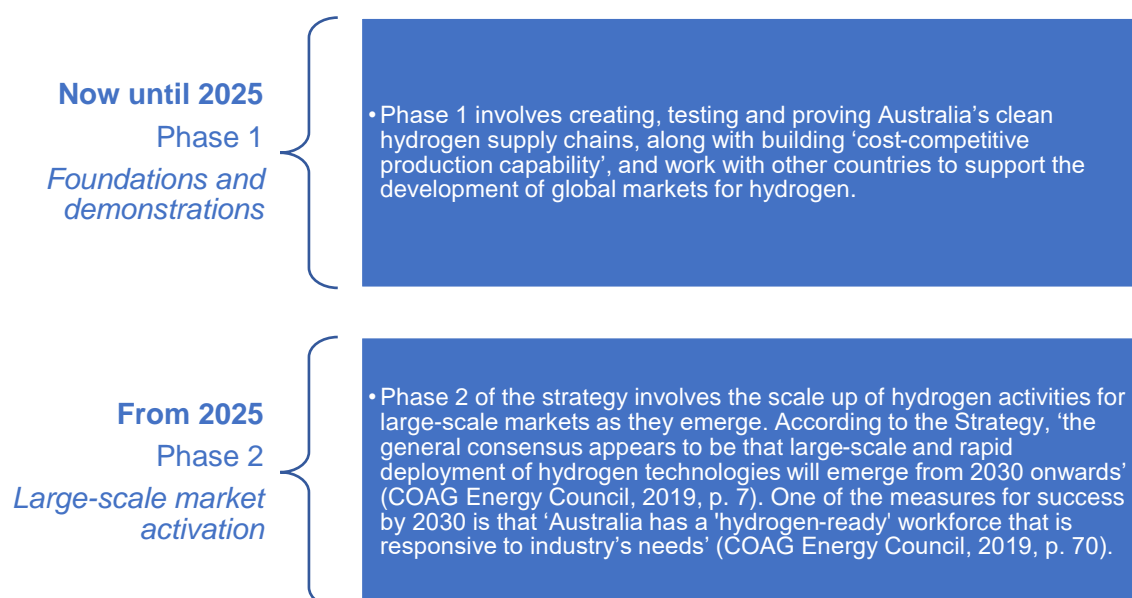 Now until 2025
Phase 1
Foundations and
demonstrations
• Phase 1 involves creating, testing and proving Australia’s clean
hydrogen supply chains, along with building ‘cost-competitive
production capability’, and work with other countries to support the
development of global markets for hydrogen.
From 2025
Phase 2
Large-scale market
activation
• Phase 2 of the strategy involves the scale up of hydrogen activities for
large-scale markets as they emerge. According to the Strategy, ‘the
general consensus appears to be that large-scale and rapid
deployment of hydrogen technologies will emerge from 2030 onwards’
(COAG Energy Council, 2019, p. 7). One of the measures for success
by 2030 is that ‘Australia has a 'hydrogen-ready' workforce that is
responsive to industry’s needs’ (COAG Energy Council, 2019, p. 70).